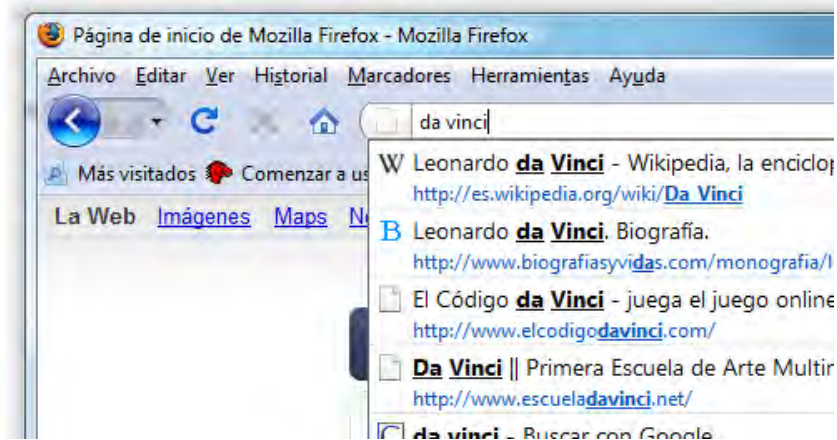 Página de inicio de Mozilla Firefox - Mozilla Firefox
Archivo Editar Ver Historial Marcadores Herramientas Ayuda
da vinci
W Leonardo da Vinci - Wikipedia, la enciclop
http://es.wikipedia.org/wiki/Da_Vinci
Más visitados Comenzar a us
B Leonardo da Vinci. Biografía.
http://www.biografiasyvidas.com/monografia/l
La Web Imágenes Maps
El Código da Vinci - juega el juego online
http://www.elcodigodavinci.com/
Da Vinci || Primera Escuela de Arte Multim
http://www.escueladavinci.net/
da vinci - Buscar con Google